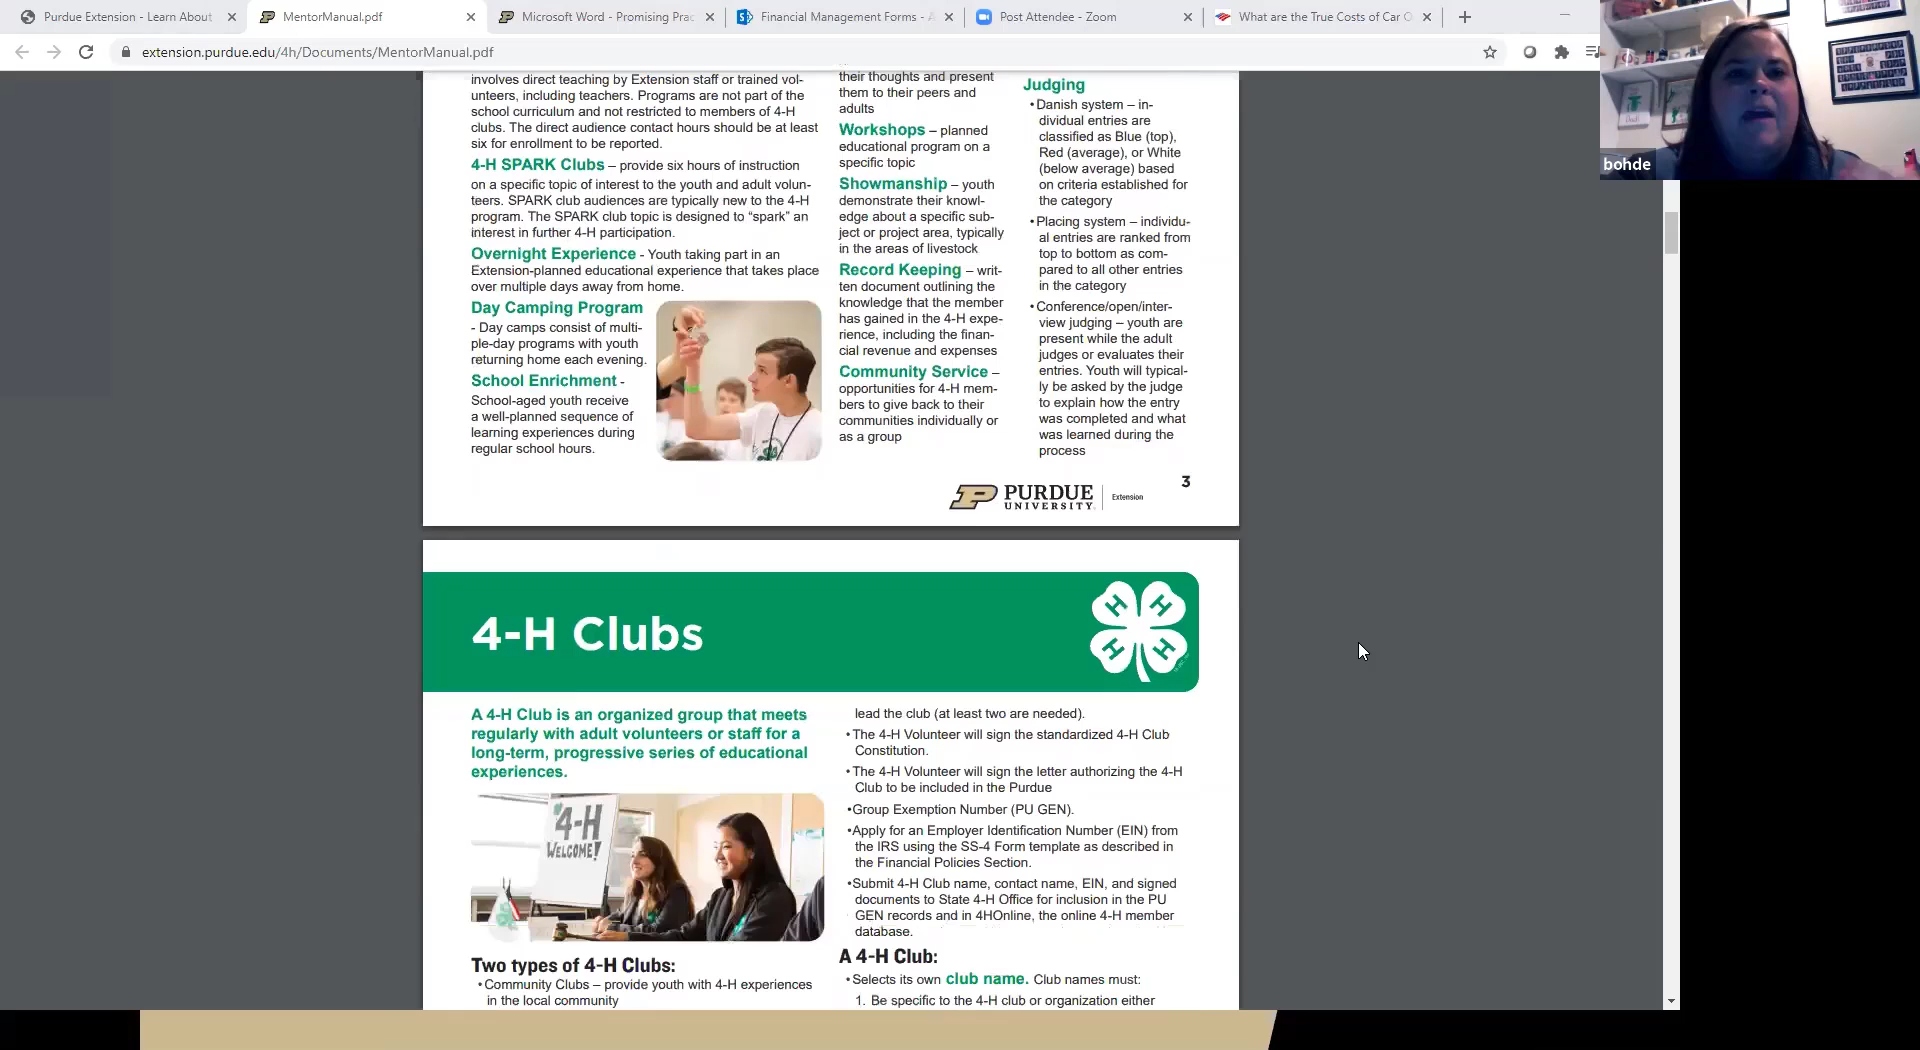 Purdue Extension - Learn About
MentorManual.pdf
Microsoft Word - Promising Prac
Financial Management Forms - A
Post Attendee - Zoom
What are the True Costs of Car O
extension.purdue.edu/4h/Documents/MentorManual.pdf
bohde
involves direct teaching by Extension staff or trained vol-
unteers, including teachers. Programs are not part of the
school curriculum and not restricted to members of 4-H
clubs. The direct audience contact hours should be at least
six for enrollment to be reported.
4-H SPARK Clubs – provide six hours of instruction
on a specific topic of interest to the youth and adult volun-
teers. SPARK club audiences are typically new to the 4-H
program. The SPARK club topic is designed to “spark” an
interest in further 4-H participation.
Overnight Experience - Youth taking part in an
Extension-planned educational experience that takes place
over multiple days away from home.
Day Camping Program
- Day camps consist of multi-
ple-day programs with youth
returning home each evening.
School Enrichment -
School-aged youth receive
a well-planned sequence of
learning experiences during
regular school hours.
their thoughts and present
them to their peers and
adults
Workshops – planned
educational program on a
specific topic
Showmanship – youth
demonstrate their knowl-
edge about a specific sub-
ject or project area, typically
in the areas of livestock
Record Keeping – writ-
ten document outlining the
knowledge that the member
has gained in the 4-H expe-
rience, including the finan-
cial revenue and expenses
Community Service –
opportunities for 4-H mem-
bers to give back to their
communities individually or
as a group
Judging
•Danish system – in-
dividual entries are
classified as Blue (top),
Red (average), or White
(below average) based
on criteria established for
the category
•Placing system – individu-
al entries are ranked from
top to bottom as com-
pared to all other entries
in the category
•Conference/open/inter-
view judging – youth are
present while the adult
judges or evaluates their
entries. Youth will typical-
ly be asked by the judge
to explain how the entry
was completed and what
was learned during the
process
3
P PURDUE
UNIVERSITY.
Extension
4-H Clubs
H H
H H
A 4-H Club is an organized group that meets
regularly with adult volunteers or staff for a
long-term, progressive series of educational
experiences.
4-H
WELCOME!
Two types of 4-H Clubs:
•Community Clubs – provide youth with 4-H experiences
in the local community
lead the club (at least two are needed).
•The 4-H Volunteer will sign the standardized 4-H Club
Constitution.
•The 4-H Volunteer will sign the letter authorizing the 4-H
Club to be included in the Purdue
•Group Exemption Number (PU GEN).
•Apply for an Employer Identification Number (EIN) from
the IRS using the SS-4 Form template as described in
the Financial Policies Section.
•Submit 4-H Club name, contact name, EIN, and signed
documents to State 4-H Office for inclusion in the PU
GEN records and in 4HOnline, the online 4-H member
database.
A 4-H Club:
•Selects its own club name. Club names must:
1. Be specific to the 4-H club or organization either